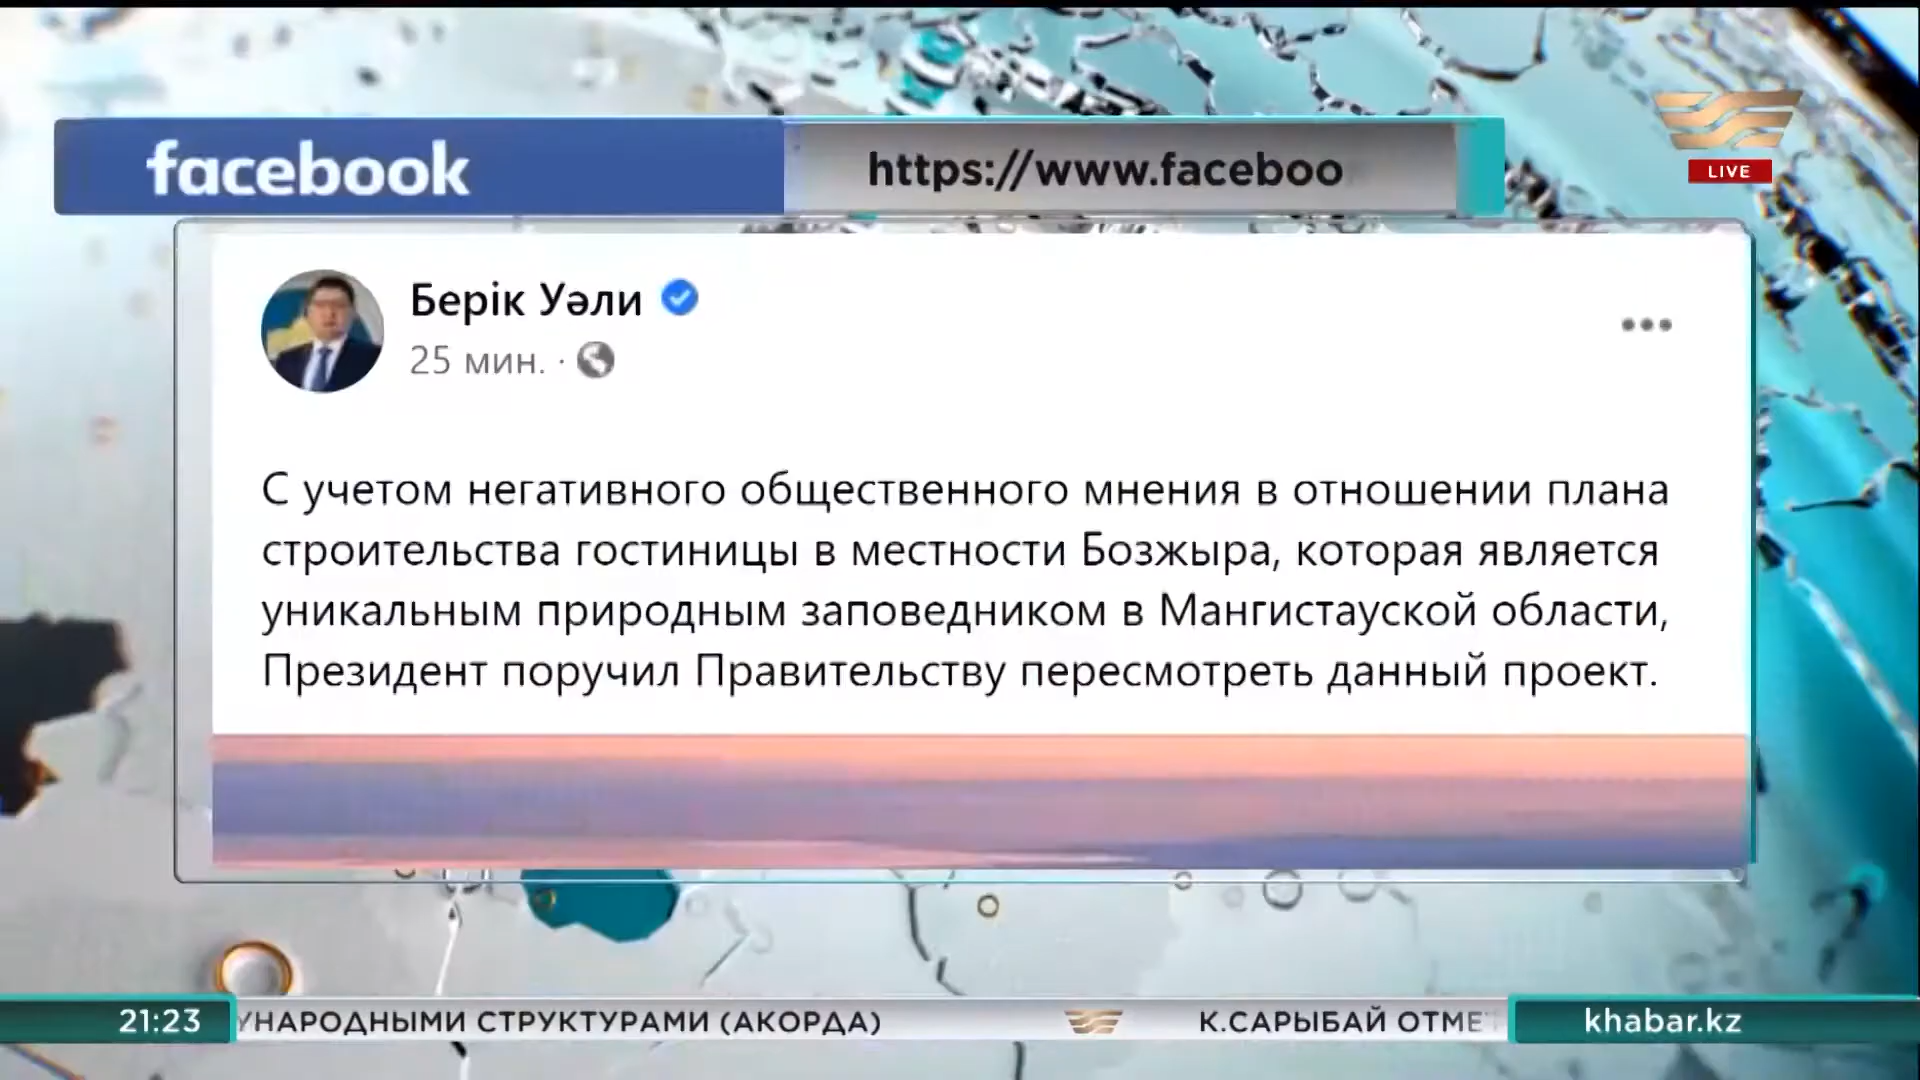 facebook
https://www.faceboo
LIVE
Берік Уәли
25 мин. ·
С учетом негативного общественного мнения в отношении плана
строительства гостиницы в местности Бозжыра, которая является
уникальным природным заповедником в Мангистауской области,
Президент поручил Правительству пересмотреть данный проект.
21:23
УНАРОДНЫМИ СТРУКТУРАМИ (АКОРДА)
К.САРЫБАЙ ОТМЕ
khabar.kz